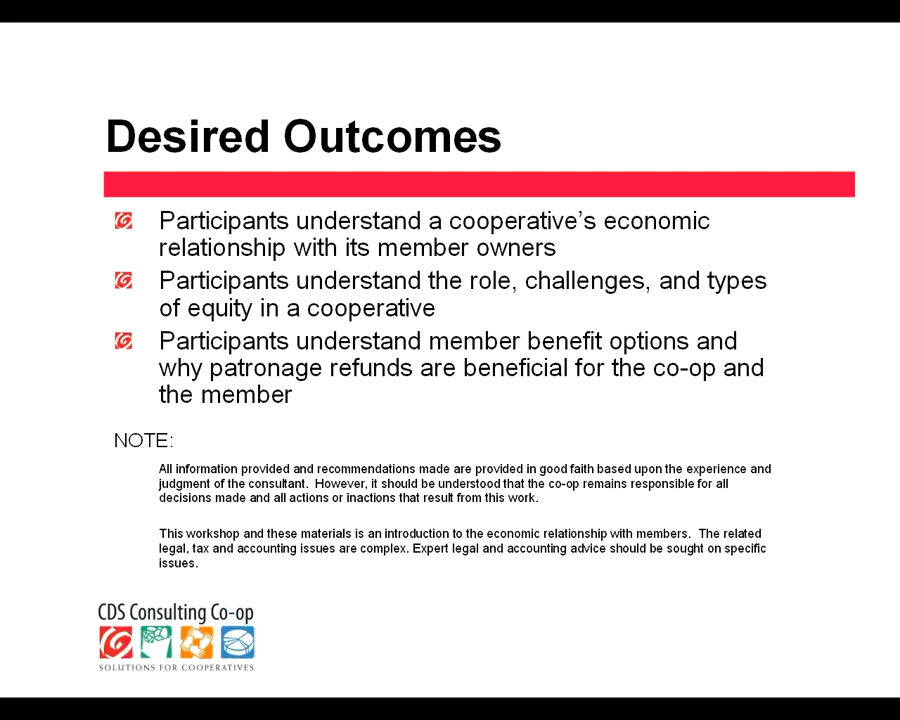 Desired Outcomes
Participants understand a cooperative’s economic
relationship with its member owners
Participants understand the role, challenges, and types
of equity in a cooperative
Participants understand member benefit options and
why patronage refunds are beneficial for the co-op and
the member
NOTE:
All information provided and recommendations made are provided in good faith based upon the experience and
judgment of the consultant.  However, it should be understood that the co-op remains responsible for all
decisions made and all actions or inactions that result from this work.
This workshop and these materials is an introduction to the economic relationship with members.  The related
legal, tax and accounting issues are complex. Expert legal and accounting advice should be sought on specific
issues.
CDS Consulting Co-op
SOLUTIONS FOR COOPERATIVES